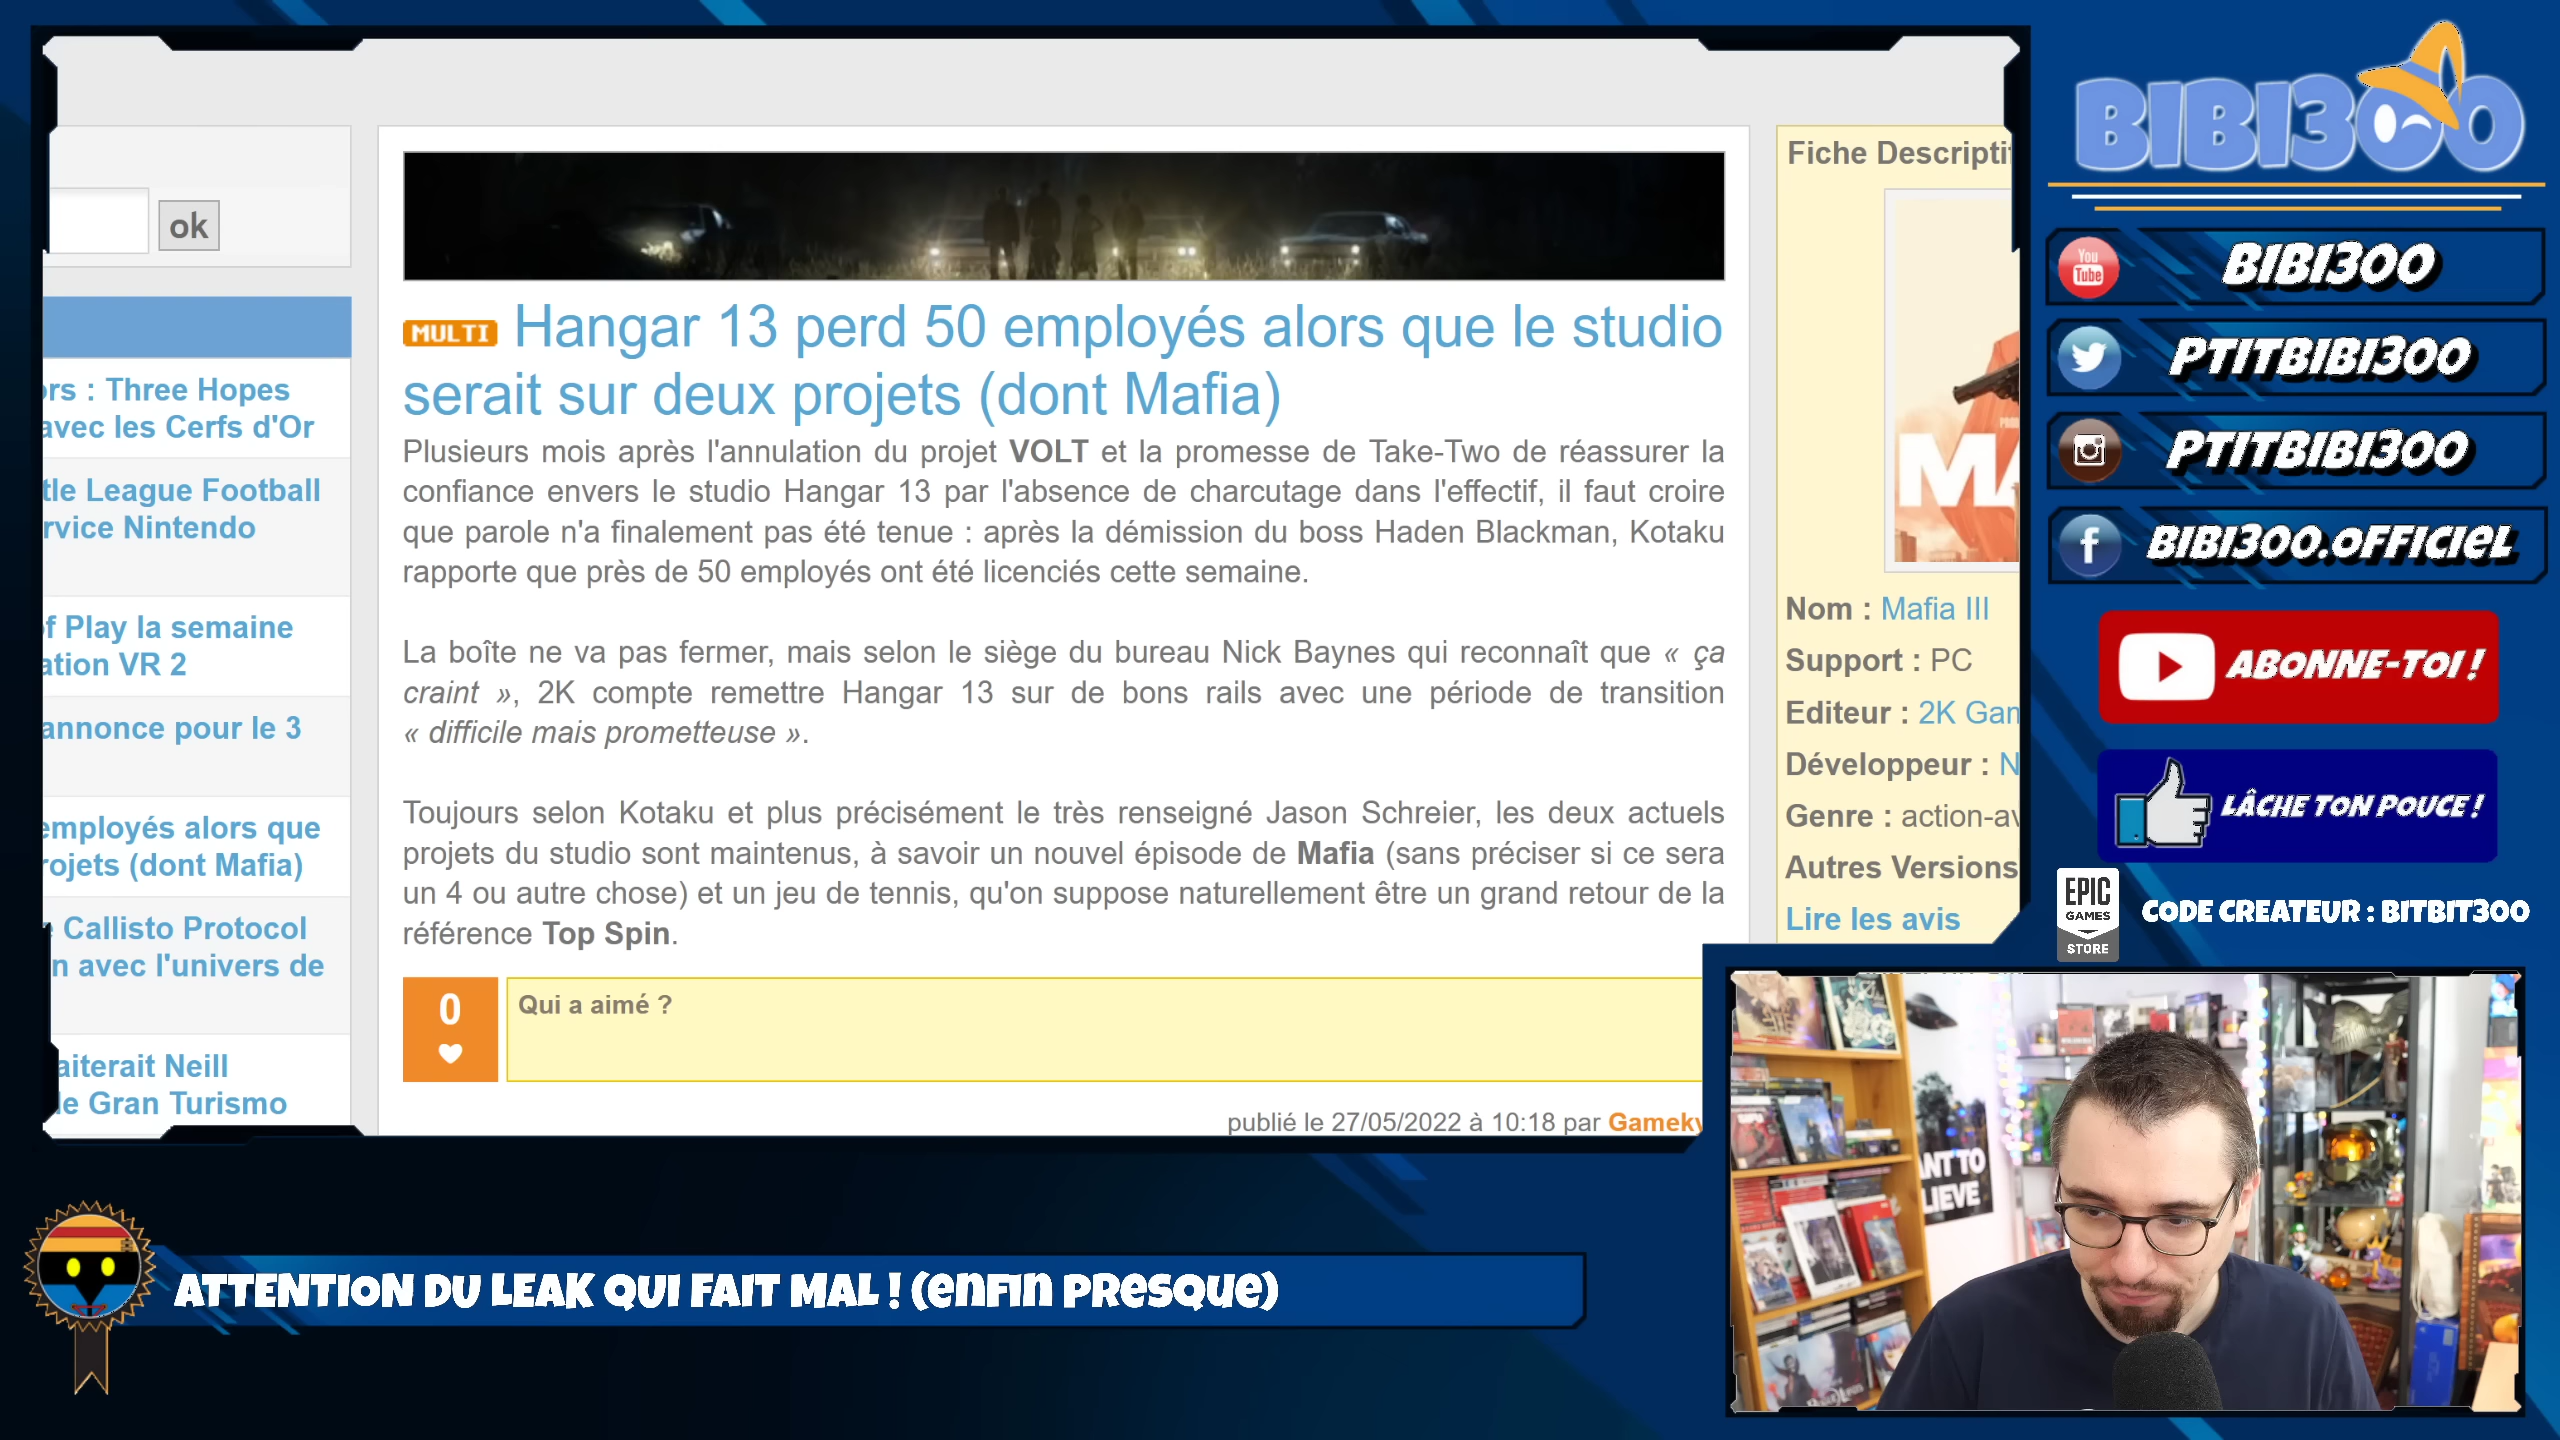 BIBI300
Fiche Descripti
ok
MULTI Hangar 13 perd 50 employés alors que le studio
serait sur deux projets (dont Mafia)
Plusieurs mois après l'annulation du projet VOLT et la promesse de Take-Two de réassurer la
confiance envers le studio Hangar 13 par l'absence de charcutage dans l'effectif, il faut croire
que parole n'a finalement pas été tenue : après la démission du boss Haden Blackman, Kotaku
rapporte que près de 50 employés ont été licenciés cette semaine.
La boîte ne va pas fermer, mais selon le siège du bureau Nick Baynes qui reconnaît que « ça
craint », 2K compte remettre Hangar 13 sur de bons rails avec une période de transition
« difficile mais prometteuse ».
Toujours selon Kotaku et plus précisément le très renseigné Jason Schreier, les deux actuels
projets du studio sont maintenus, à savoir un nouvel épisode de Mafia (sans préciser si ce sera
un 4 ou autre chose) et un jeu de tennis, qu'on suppose naturellement être un grand retour de la
référence Top Spin.
0
Qui a aimé ?
publié le 27/05/2022 à 10:18 par Gameky
ors : Three Hopes
avec les Cerfs d'Or
tle League Football
rvice Nintendo
of Play la semaine
ation VR 2
annonce pour le 3
employés alors que
rojets (dont Mafia)
e Callisto Protocol
n avec l'univers de
aiterait Neill
de Gran Turismo
MA
Nom : Mafia III
Support : PC
Editeur : 2K Gam
Développeur : N
Genre : action-av
Autres Versions
Lire les avis
You
Tube
BIBI300
PTITBIBI300
PTITBIBI300
f
BIBI300.OFFICIEL
ABONNE-TOI !
LÂCHE TON POUCE !
EPIC
GAMES
STORE
CODE CREATEUR : BITBIT300
ANT TO
LIEVE
ATTENTION DU LEAK QUI FAIT MAL ! (enfin presque)